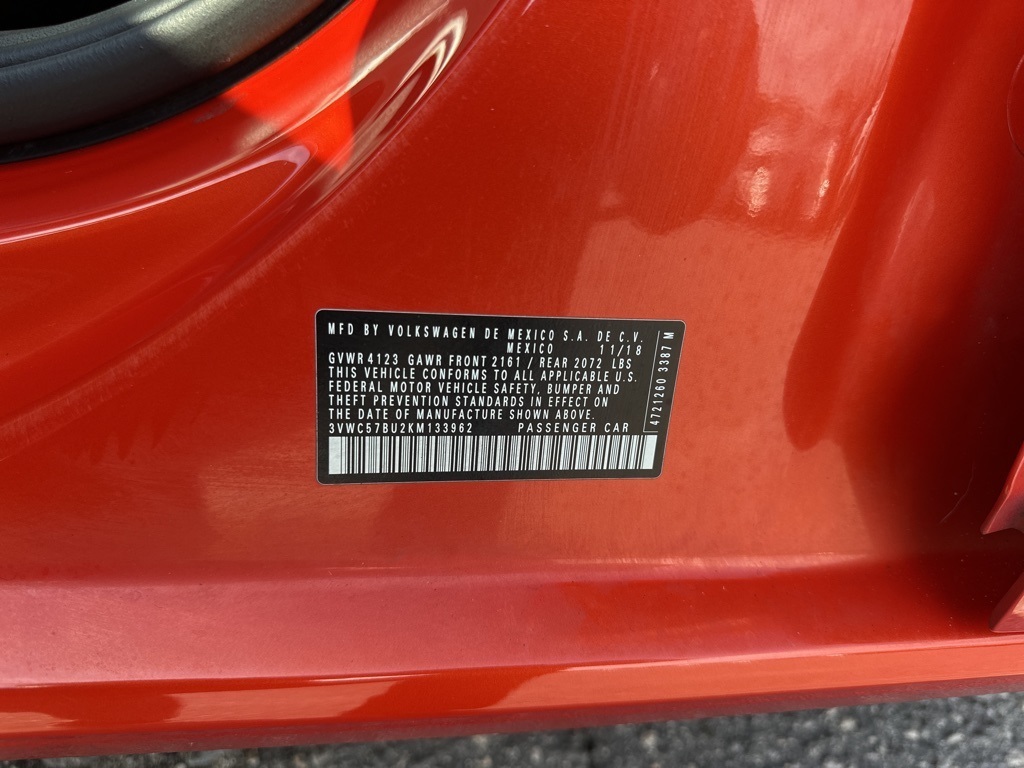 MFD BY VOLKSWAGEN DE MEXICO S.A. DE C.V.
MEXICO 11/18
GVWR 4123 GAWR FRONT 2161 / REAR 2072 LBS
THIS VEHICLE CONFORMS TO ALL APPLICABLE U.S.
FEDERAL MOTOR VEHICLE SAFETY, BUMPER AND
THEFT PREVENTION STANDARDS IN EFFECT ON
THE DATE OF MANUFACTURE SHOWN ABOVE.
3VWC57BU2KM133962 PASSENGER CAR
4721260 3387 M